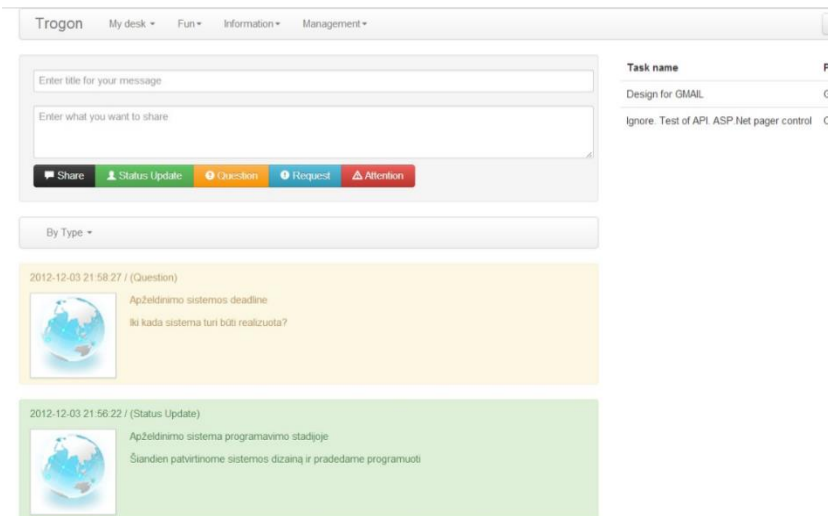 Trogon My desk Fun Information Management
Enter title for your message
Enter what you want to share
Share Status Update Question Request Attention
By Type
2012-12-03 21:58:27 / (Question)
Apželdinimo sistemos deadline
Iki kada sistema turi būti realizuota?
2012-12-03 21:56:22 / (Status Update)
Apželdinimo sistema programavimo stadijoje
Šiandien patvirtinome sistemos dizainą ir pradedame programuoti
Task name
Design for GMAIL
Ignore. Test of API. ASP.Net pager control